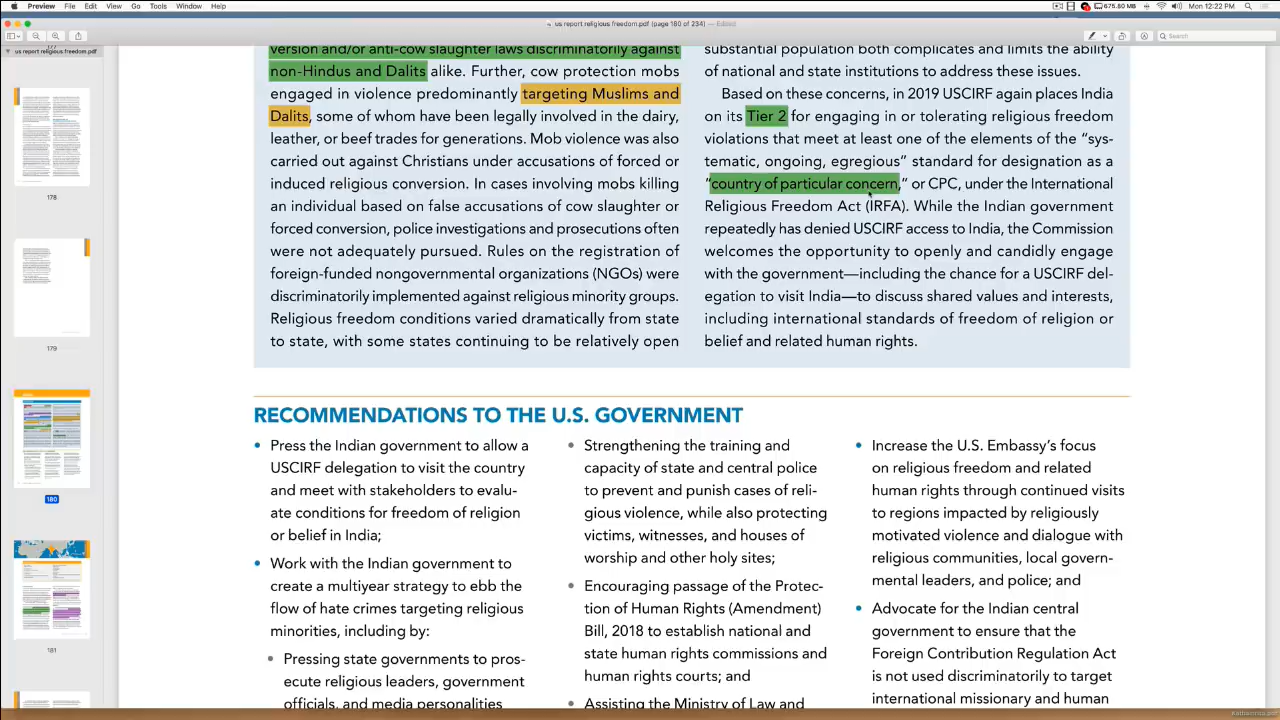 Preview File Edit View Go Tools Window Help
675.80 MB Mon 12:22 PM
us report religious freedom.pdf (page 180 of 234) — Edited
Search
us report religious freedom.pdf
177
178
179
180
181
version and/or anti-cow slaughter laws discriminatorily against
non-Hindus and Dalits alike. Further, cow protection mobs
engaged in violence predominantly targeting Muslims and
Dalits, some of whom have been legally involved in the dairy,
leather, or beef trades for generations. Mob violence was also
carried out against Christians under accusations of forced or
induced religious conversion. In cases involving mobs killing
an individual based on false accusations of cow slaughter or
forced conversion, police investigations and prosecutions often
were not adequately pursued. Rules on the registration of
foreign-funded nongovernmental organizations (NGOs) were
discriminatorily implemented against religious minority groups.
Religious freedom conditions varied dramatically from state
to state, with some states continuing to be relatively open
substantial population both complicates and limits the ability
of national and state institutions to address these issues.
Based on these concerns, in 2019 USCIRF again places India
on its Tier 2 for engaging in or tolerating religious freedom
violations that meet at least one of the elements of the “sys-
tematic, ongoing, egregious” standard for designation as a
“country of particular concern,” or CPC, under the International
Religious Freedom Act (IRFA). While the Indian government
repeatedly has denied USCIRF access to India, the Commission
welcomes the opportunity to openly and candidly engage
with the government—including the chance for a USCIRF del-
egation to visit India—to discuss shared values and interests,
including international standards of freedom of religion or
belief and related human rights.
RECOMMENDATIONS TO THE U.S. GOVERNMENT
• Press the Indian government to allow a
USCIRF delegation to visit the country
and meet with stakeholders to evalu-
ate conditions for freedom of religion
or belief in India;
• Work with the Indian government to
create a multiyear strategy to ebb the
flow of hate crimes targeting religious
minorities, including by:
• Pressing state governments to pros-
ecute religious leaders, government
officials, and media personalities
• Strengthening the training and
capacity of state and central police
to prevent and punish cases of reli-
gious violence, while also protecting
victims, witnesses, and houses of
worship and other holy sites;
• Encouraging passage of the Protec-
tion of Human Rights (Amendment)
Bill, 2018 to establish national and
state human rights commissions and
human rights courts; and
• Assisting the Ministry of Law and
• Increase the U.S. Embassy’s focus
on religious freedom and related
human rights through continued visits
to regions impacted by religiously
motivated violence and dialogue with
religious communities, local govern-
mental leaders, and police; and
• Advocate for the Indian central
government to ensure that the
Foreign Contribution Regulation Act
is not used discriminatorily to target
international missionary and human